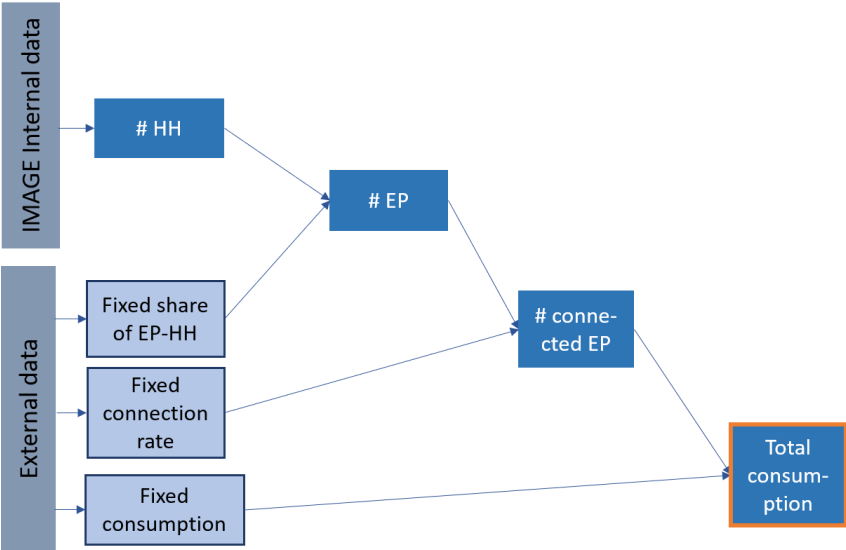 IMAGE Internal data
# HH
# EP
Fixed share
of EP-HH
# conne-
cted EP
External data
Fixed
connection
rate
Total
consum-
ption
Fixed
consumption